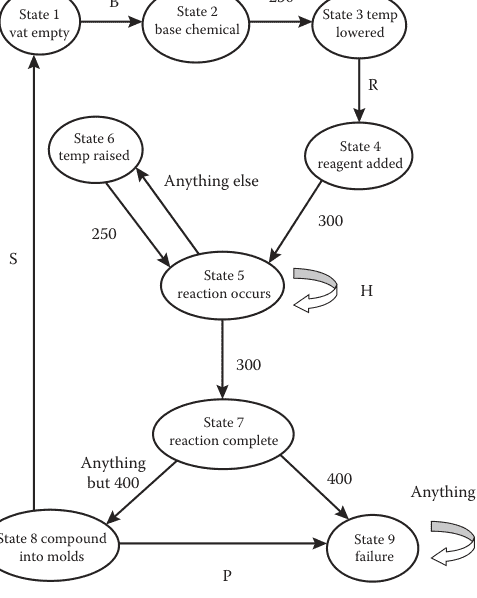 B
State 1
vat empty
State 2
base chemical
State 3 temp
lowered
R
State 6
temp raised
Anything else
State 4
reagent added
250
300
S
State 5
reaction occurs
H
300
State 7
reaction complete
Anything
but 400
400
Anything
State 8 compound
into molds
State 9
failure
P